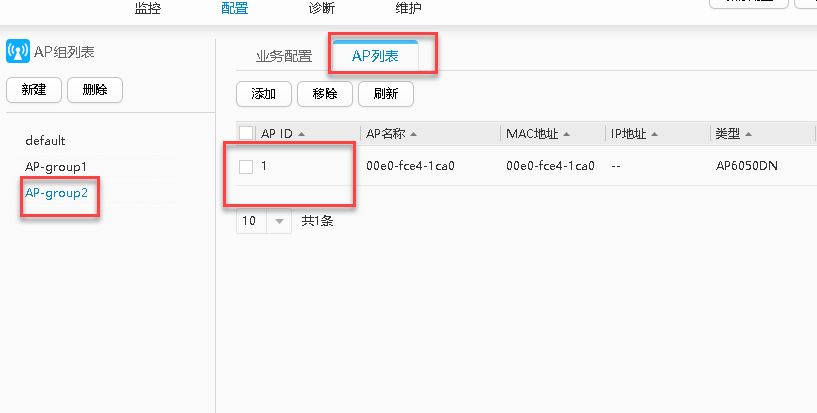 监控 配置 诊断 维护
AP组列表
新建 删除
default
AP-group1
AP-group2
业务配置 AP列表
添加 移除 刷新
AP ID AP名称 MAC地址 IP地址 类型
1 00e0-fce4-1ca0 00e0-fce4-1ca0 -- AP6050DN
10 共1条